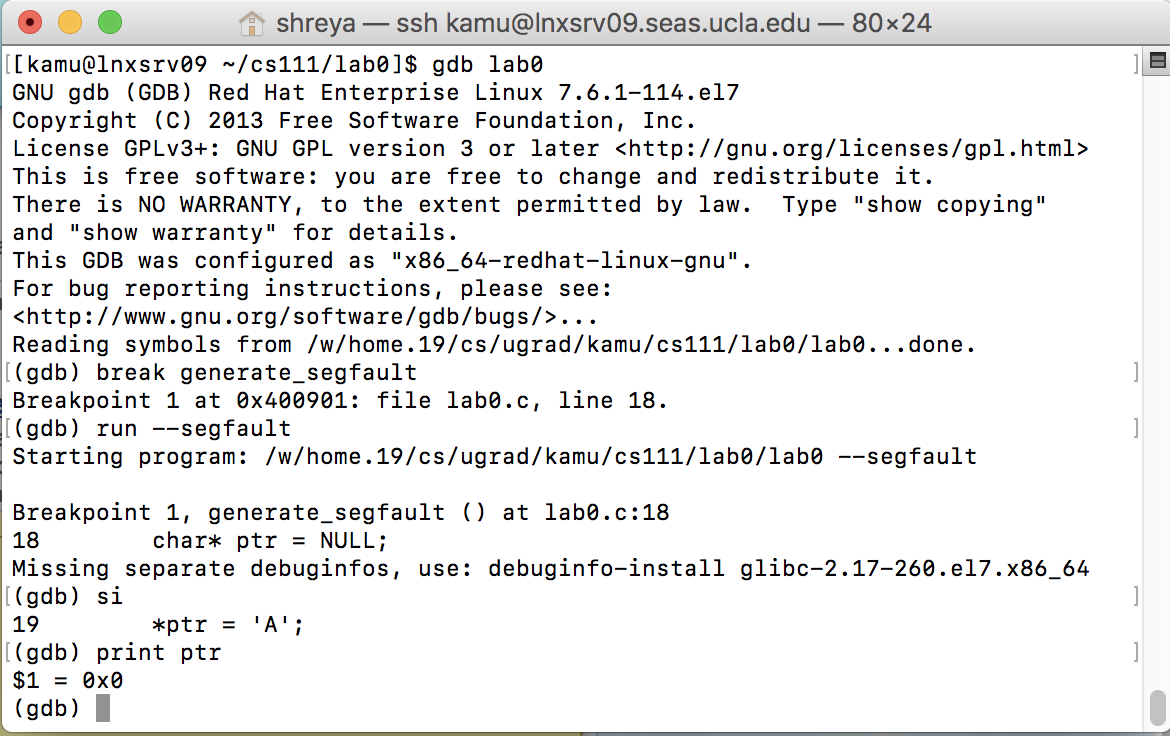 shreya — ssh kamu@lnxsrv09.seas.ucla.edu — 80×24
[[kamu@lnxsrv09 ~/cs111/lab0]$ gdb lab0 ]
GNU gdb (GDB) Red Hat Enterprise Linux 7.6.1-114.el7
Copyright (C) 2013 Free Software Foundation, Inc.
License GPLv3+: GNU GPL version 3 or later <http://gnu.org/licenses/gpl.html>
This is free software: you are free to change and redistribute it.
There is NO WARRANTY, to the extent permitted by law.  Type "show copying"
and "show warranty" for details.
This GDB was configured as "x86_64-redhat-linux-gnu".
For bug reporting instructions, please see:
<http://www.gnu.org/software/gdb/bugs/>...
Reading symbols from /w/home.19/cs/ugrad/kamu/cs111/lab0/lab0...done.
[(gdb) break generate_segfault ]
Breakpoint 1 at 0x400901: file lab0.c, line 18.
[(gdb) run --segfault ]
Starting program: /w/home.19/cs/ugrad/kamu/cs111/lab0/lab0 --segfault
Breakpoint 1, generate_segfault () at lab0.c:18
18        char* ptr = NULL;
Missing separate debuginfos, use: debuginfo-install glibc-2.17-260.el7.x86_64
[(gdb) si ]
19        *ptr = 'A';
[(gdb) print ptr ]
$1 = 0x0
(gdb)